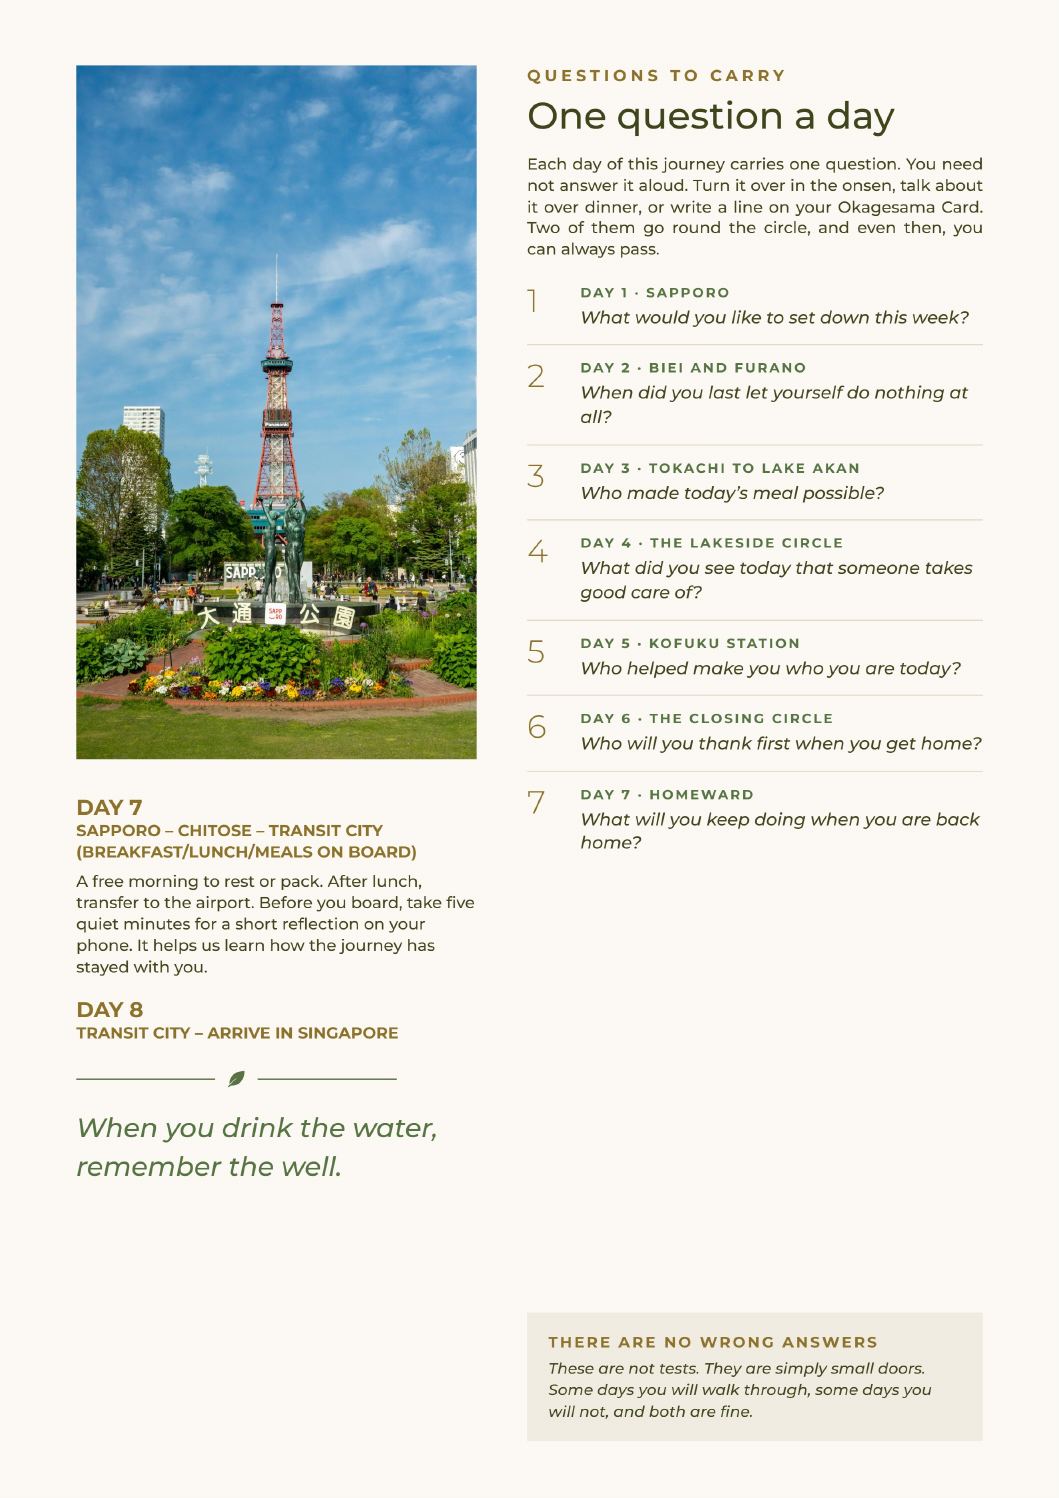 SAPP
大通 SAPP RO 公園
DAY 7
SAPPORO – CHITOSE – TRANSIT CITY
(BREAKFAST/LUNCH/MEALS ON BOARD)
A free morning to rest or pack. After lunch,
transfer to the airport. Before you board, take five
quiet minutes for a short reflection on your
phone. It helps us learn how the journey has
stayed with you.
DAY 8
TRANSIT CITY – ARRIVE IN SINGAPORE
When you drink the water,
remember the well.
QUESTIONS TO CARRY
One question a day
Each day of this journey carries one question. You need
not answer it aloud. Turn it over in the onsen, talk about
it over dinner, or write a line on your Okagesama Card.
Two of them go round the circle, and even then, you
can always pass.
1
DAY 1 · SAPPORO
What would you like to set down this week?
2
DAY 2 · BIEI AND FURANO
When did you last let yourself do nothing at
all?
3
DAY 3 · TOKACHI TO LAKE AKAN
Who made today’s meal possible?
4
DAY 4 · THE LAKESIDE CIRCLE
What did you see today that someone takes
good care of?
5
DAY 5 · KOFUKU STATION
Who helped make you who you are today?
6
DAY 6 · THE CLOSING CIRCLE
Who will you thank first when you get home?
7
DAY 7 · HOMEWARD
What will you keep doing when you are back
home?
THERE ARE NO WRONG ANSWERS
These are not tests. They are simply small doors.
Some days you will walk through, some days you
will not, and both are fine.